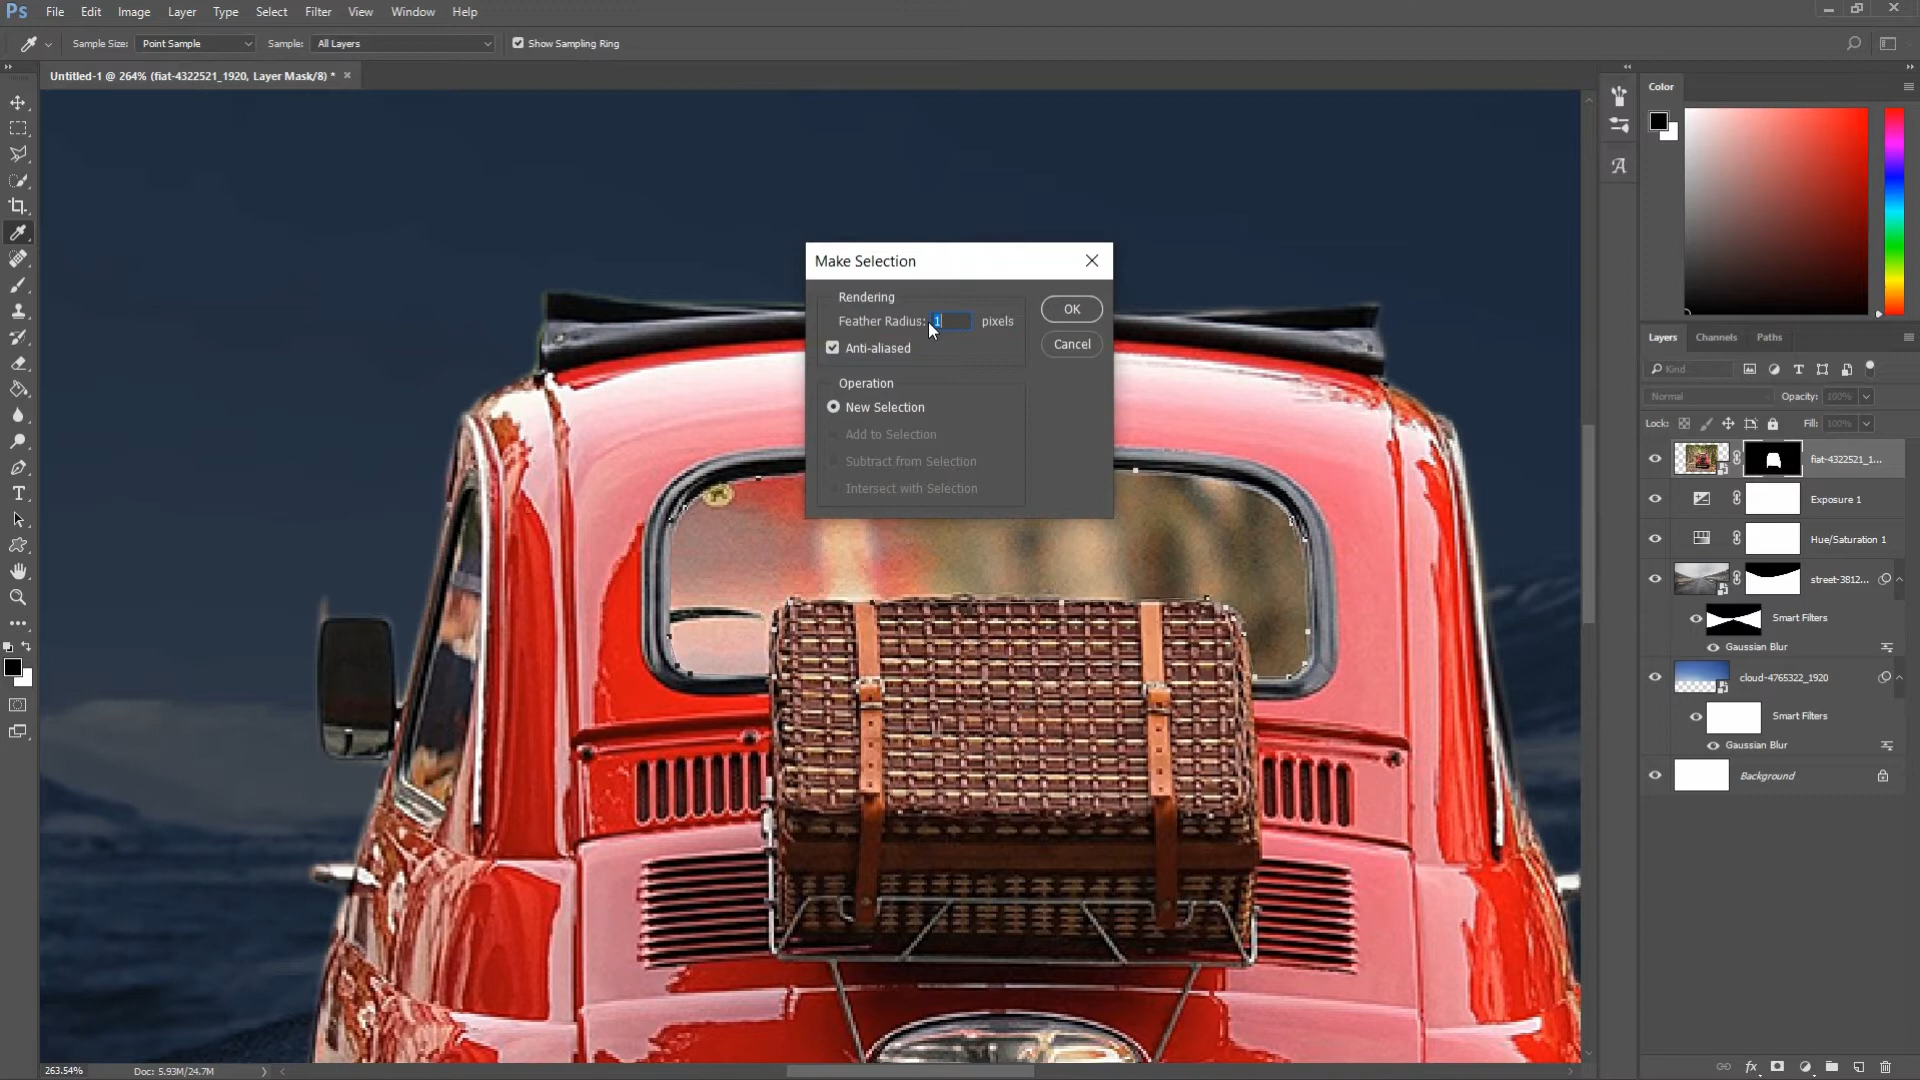 Ps File Edit Image Layer Type Select Filter View Window Help
Sample Size: Point Sample Sample: All Layers Show Sampling Ring
Untitled-1 @ 264% (fiat-4322521_1920, Layer Mask/8) *
Color
Make Selection
Rendering
Feather Radius: 1 pixels
OK
Anti-aliased
Cancel
Operation
New Selection
Add to Selection
Subtract from Selection
Intersect with Selection
Layers Channels Paths
Kind
Normal Opacity: 100%
Lock: Fill: 100%
fiat-4322521_1...
Exposure 1
Hue/Saturation 1
street-3812...
Smart Filters
Gaussian Blur
cloud-4765322_1920
Smart Filters
Gaussian Blur
Background
263.54% Doc: 5.93M/24.7M